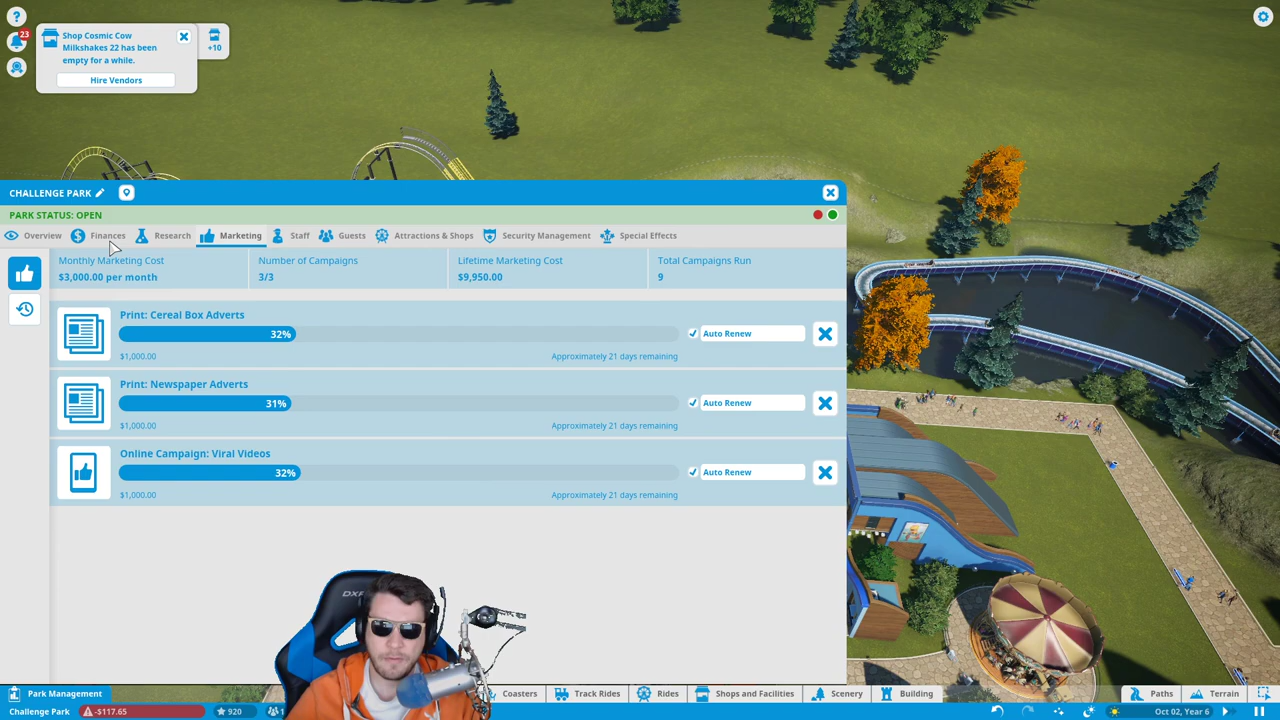 ?
23
Shop Cosmic Cow
Milkshakes 22 has been
empty for a while.
Hire Vendors
+10
CHALLENGE PARK
PARK STATUS: OPEN
Overview Finances Research Marketing Staff Guests Attractions & Shops Security Management Special Effects
Monthly Marketing Cost Number of Campaigns Lifetime Marketing Cost Total Campaigns Run
$3,000.00 per month 3/3 $9,950.00 9
Print: Cereal Box Adverts
32% Auto Renew
$1,000.00 Approximately 21 days remaining
Print: Newspaper Adverts
31% Auto Renew
$1,000.00 Approximately 21 days remaining
Online Campaign: Viral Videos
32% Auto Renew
$1,000.00 Approximately 21 days remaining
Park Management Coasters Track Rides Rides Shops and Facilities Scenery Building Paths Terrain
Challenge Park -$117.65 920 Oct 02, Year 6